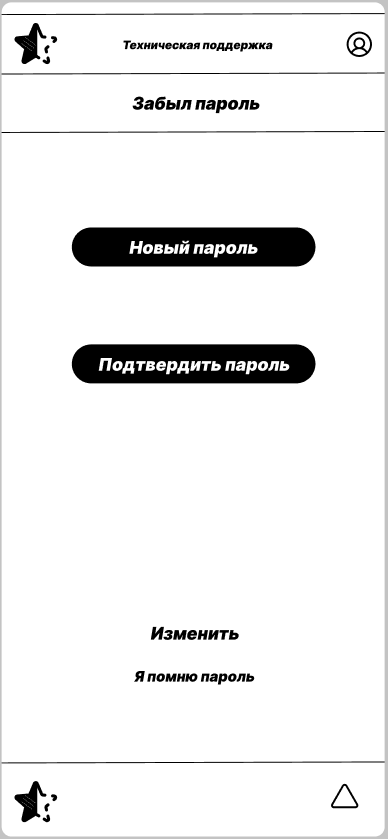 Техническая поддержка
Забыл пароль
Новый пароль
Подтвердить пароль
Изменить
Я помню пароль